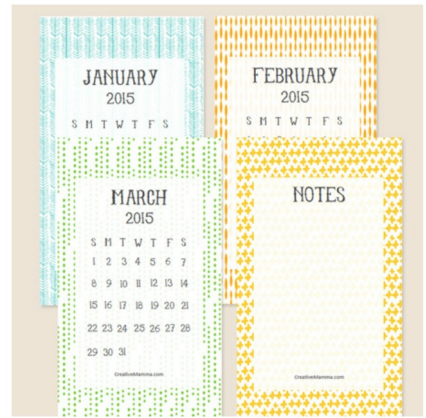 JANUARY
2015
S M T W T F S
FEBRUARY
2015
S M T W T F S
MARCH
2015
S M T W T F S
1 2 3 4 5 6 7
8 9 10 11 12 13 14
15 16 17 18 19 20 21
22 23 24 25 26 27 28
29 30 31
CreativeMamma.com
NOTES
CreativeMamma.com